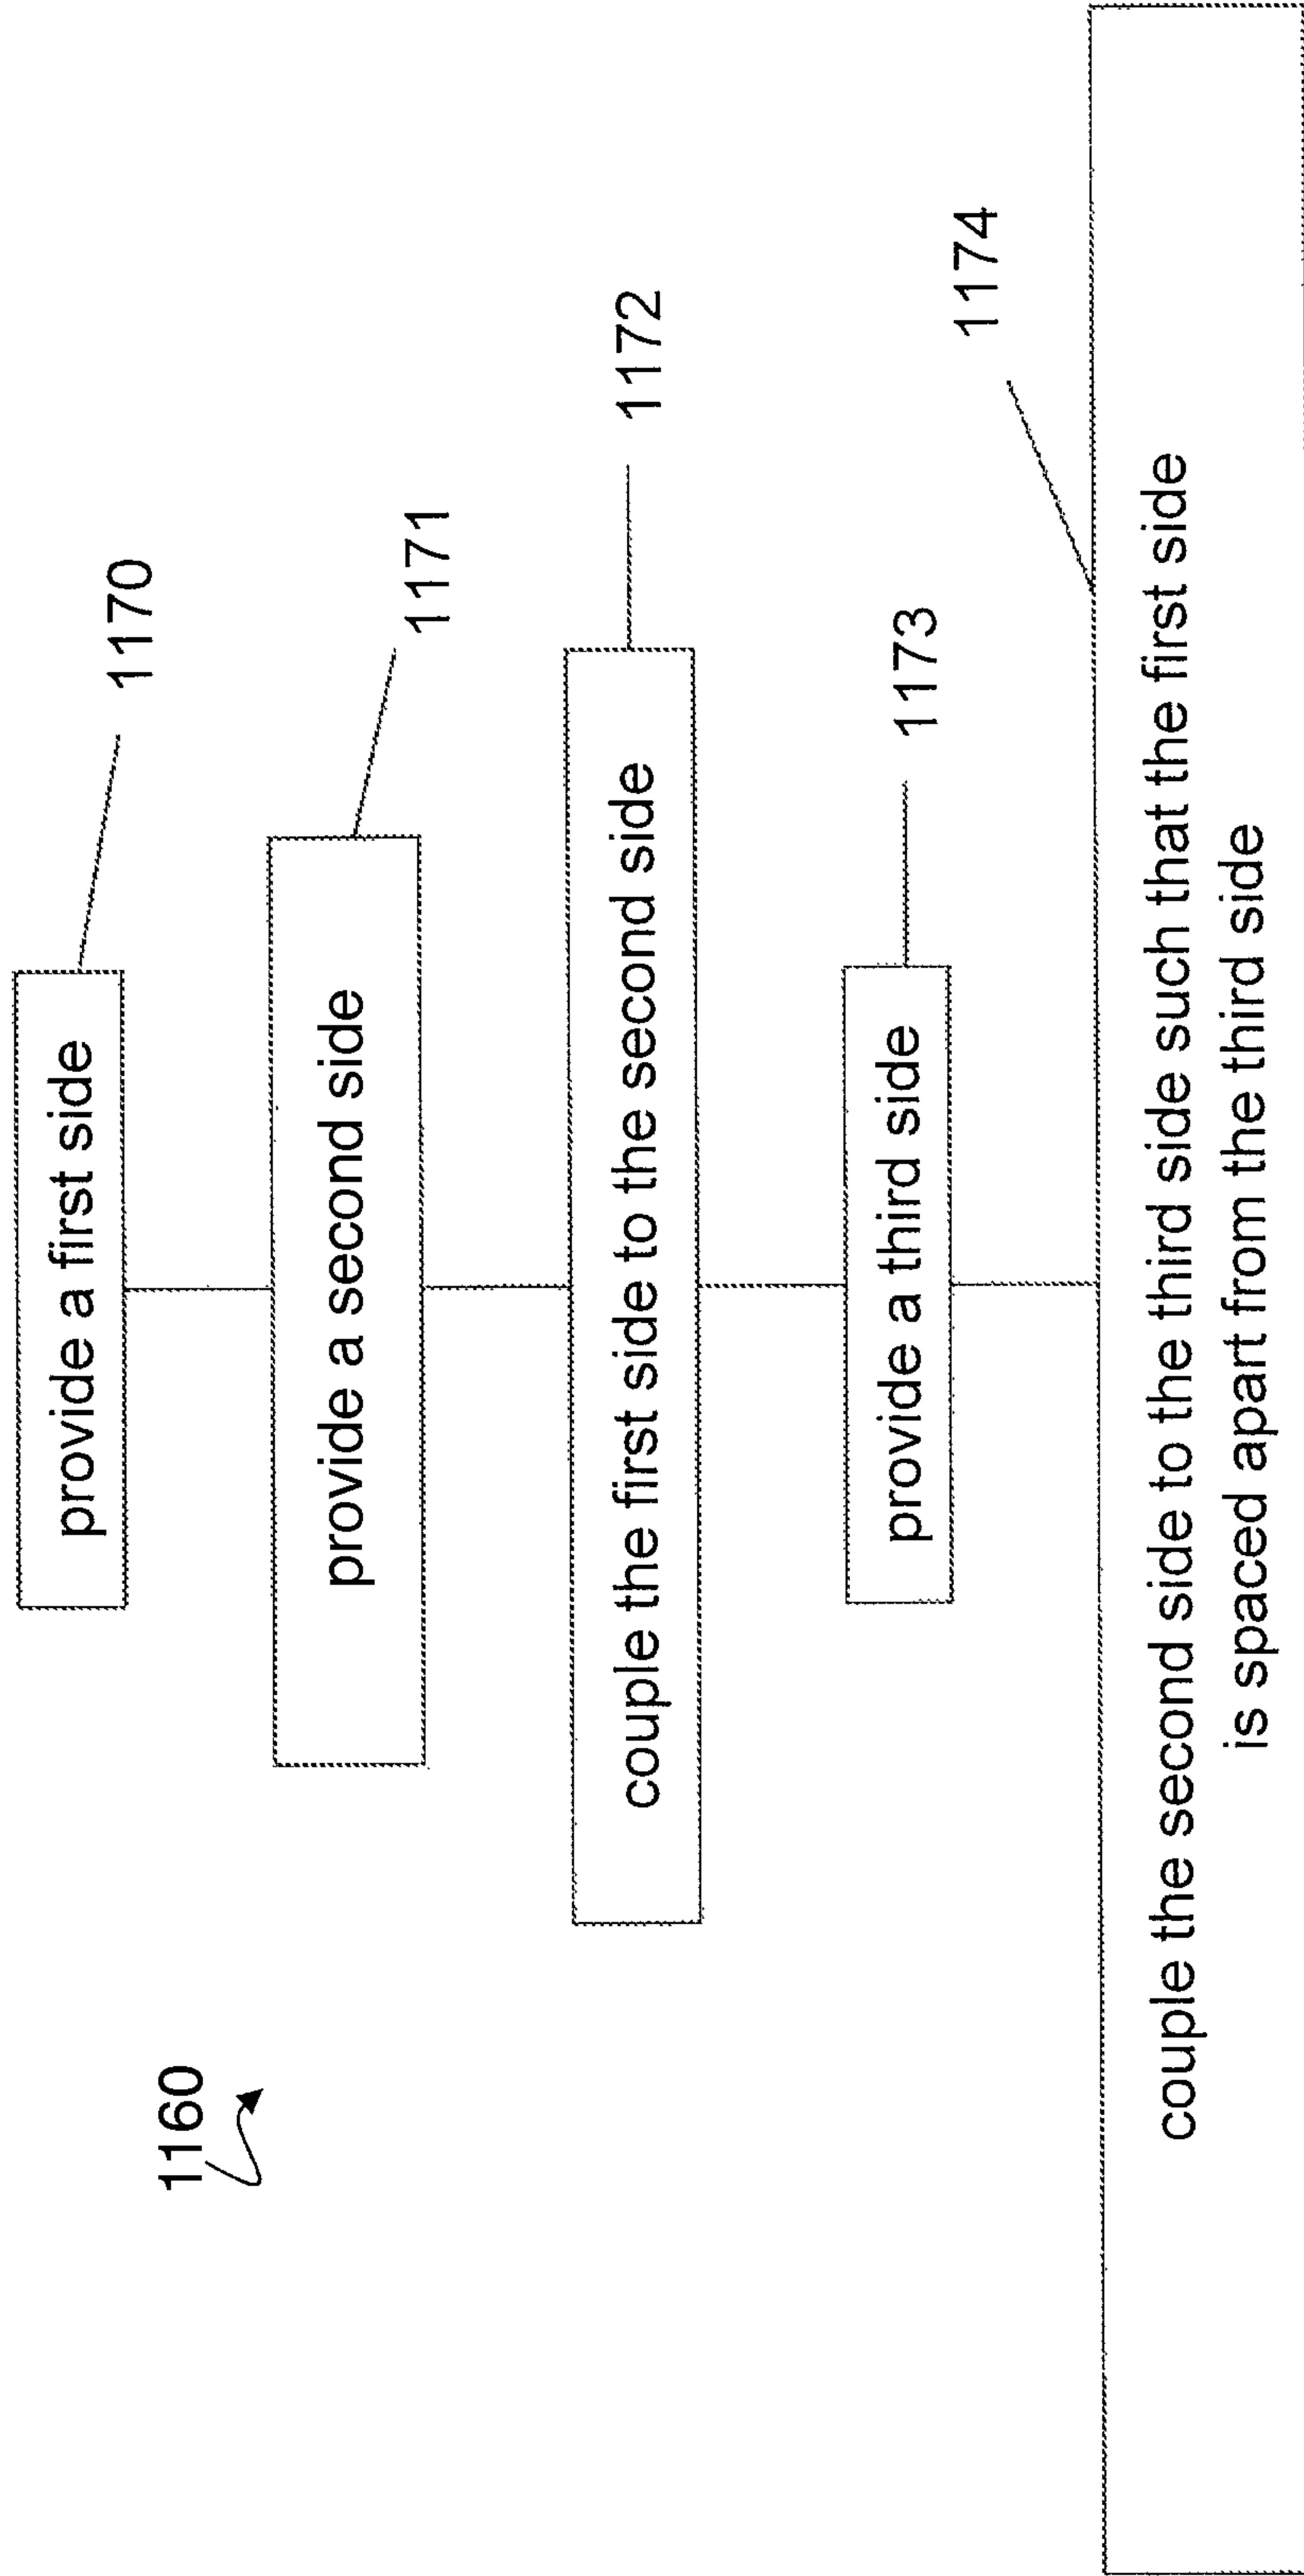 1160
provide a first side
1170
provide a second side
1171
couple the first side to the second side
1172
provide a third side
1173
couple the second side to the third side such that the first side
is spaced apart from the third side
1174